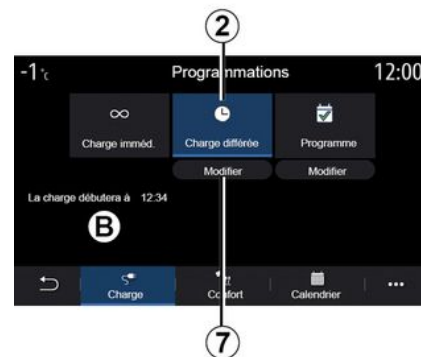 2
-1 °c Programmations 12:00
∞
Charge imméd. Charge différée Programme
Modifier Modifier
La charge débutera à 12:34
B
Charge Confort Calendrier ...
7